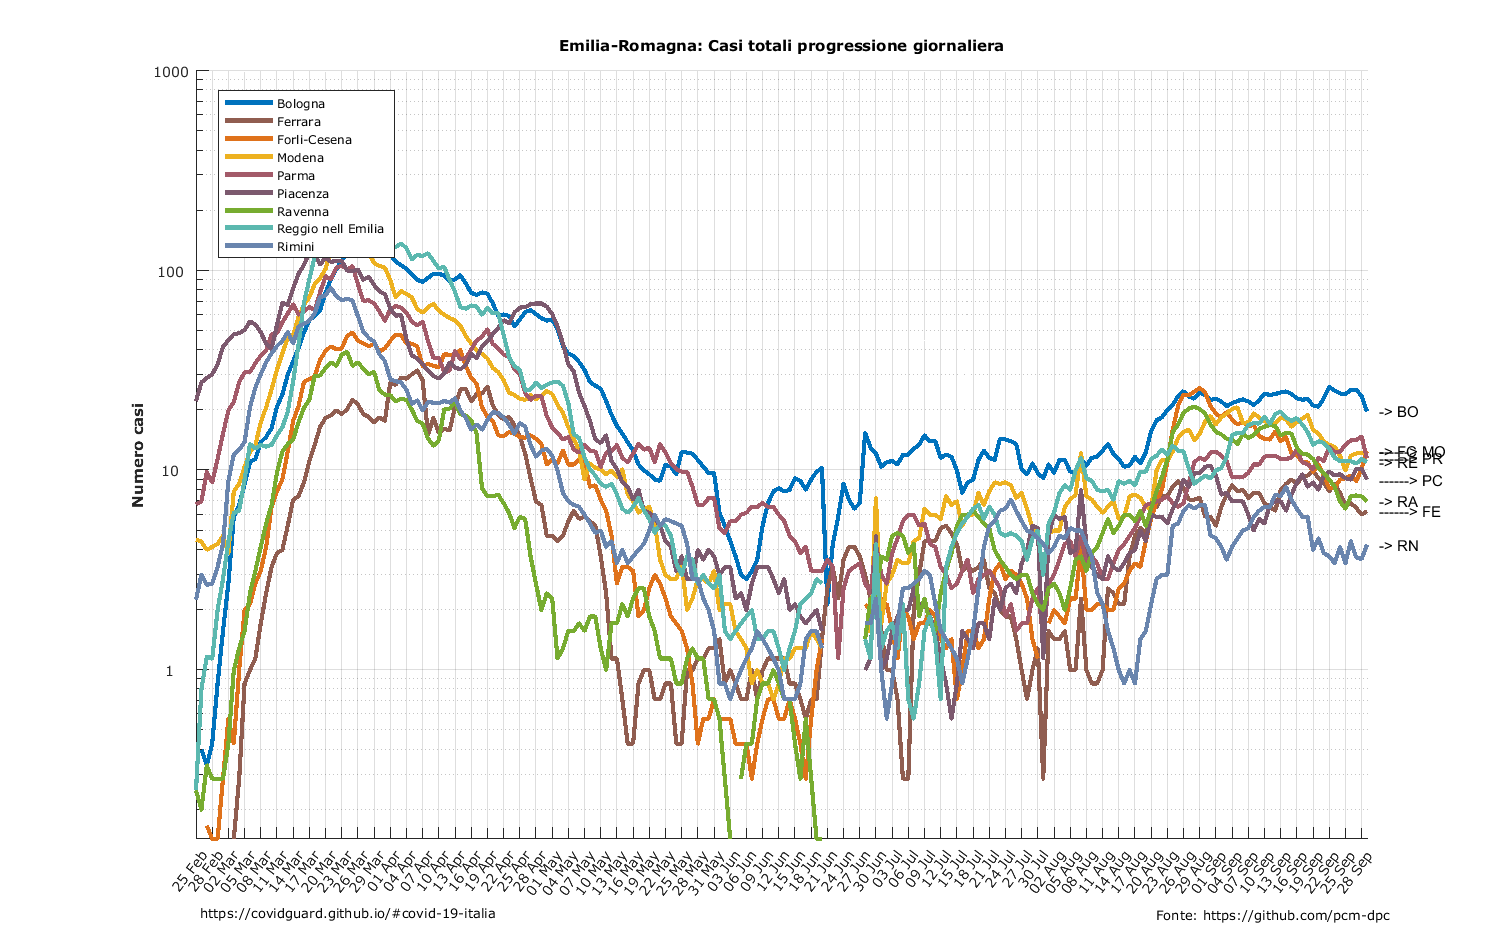 Emilia-Romagna: Casi totali progressione giornaliera
Numero casi
1000
100
10
1
Bologna
Ferrara
Forli-Cesena
Modena
Parma
Piacenza
Ravenna
Reggio nell Emilia
Rimini
-> BO
-> FC MO
PR
-> RE
------> PC
-> RA
------> FE
-> RN
25 Feb
28 Feb
02 Mar
05 Mar
08 Mar
11 Mar
14 Mar
17 Mar
20 Mar
23 Mar
26 Mar
29 Mar
01 Apr
04 Apr
07 Apr
10 Apr
13 Apr
16 Apr
19 Apr
22 Apr
25 Apr
28 Apr
01 May
04 May
07 May
10 May
13 May
16 May
19 May
22 May
25 May
28 May
31 May
03 Jun
06 Jun
09 Jun
12 Jun
15 Jun
18 Jun
21 Jun
24 Jun
27 Jun
30 Jun
03 Jul
06 Jul
09 Jul
12 Jul
15 Jul
18 Jul
21 Jul
24 Jul
27 Jul
30 Jul
02 Aug
05 Aug
08 Aug
11 Aug
14 Aug
17 Aug
20 Aug
23 Aug
26 Aug
29 Aug
01 Sep
04 Sep
07 Sep
10 Sep
13 Sep
16 Sep
19 Sep
22 Sep
25 Sep
28 Sep
https://covidguard.github.io/#covid-19-italia
Fonte: https://github.com/pcm-dpc